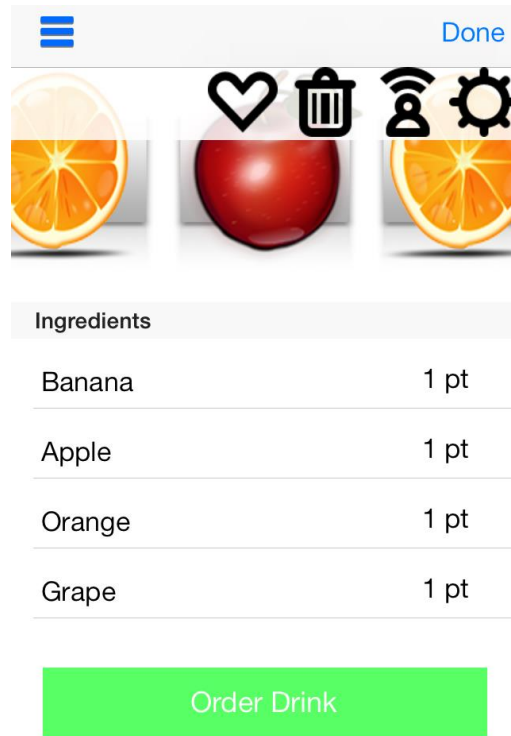 Done
Ingredients
Banana 1 pt
Apple 1 pt
Orange 1 pt
Grape 1 pt
Order Drink